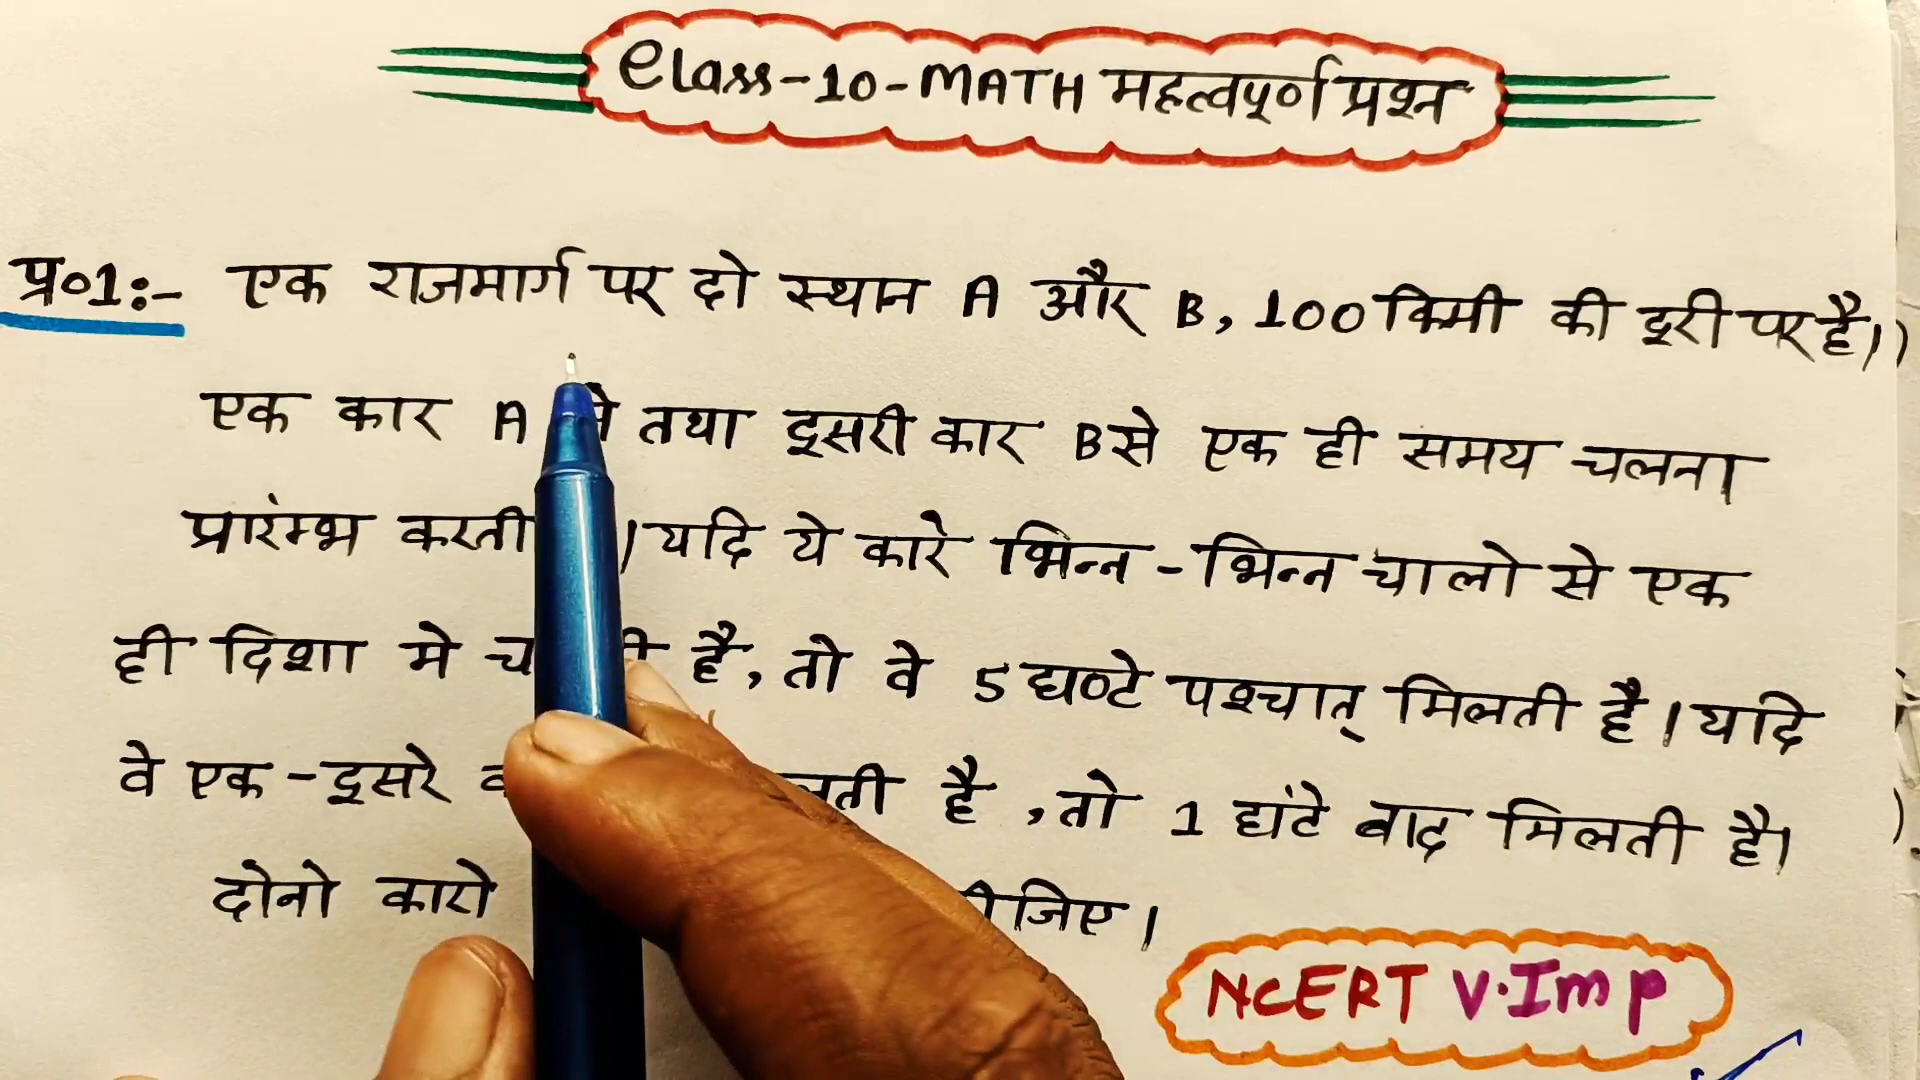 Class-10-MATH महत्वपूर्ण प्रश्न
प्र०1:- एक राजमार्ग पर दो स्थान A और B, 100 किमी की दूरी पर है।
एक कार A तथा दूसरी कार B से एक ही समय चलना
प्रारंम्भ करती । यदि ये कारे भिन्न-भिन्न चालो से एक
ही दिशा मे है, तो वे 5 घण्टे पश्चात् मिलती है। यदि
वे एक-दूसरे है, तो 1 घंटे बाद मिलती है।
दोनो कारो
NCERT V.Imp